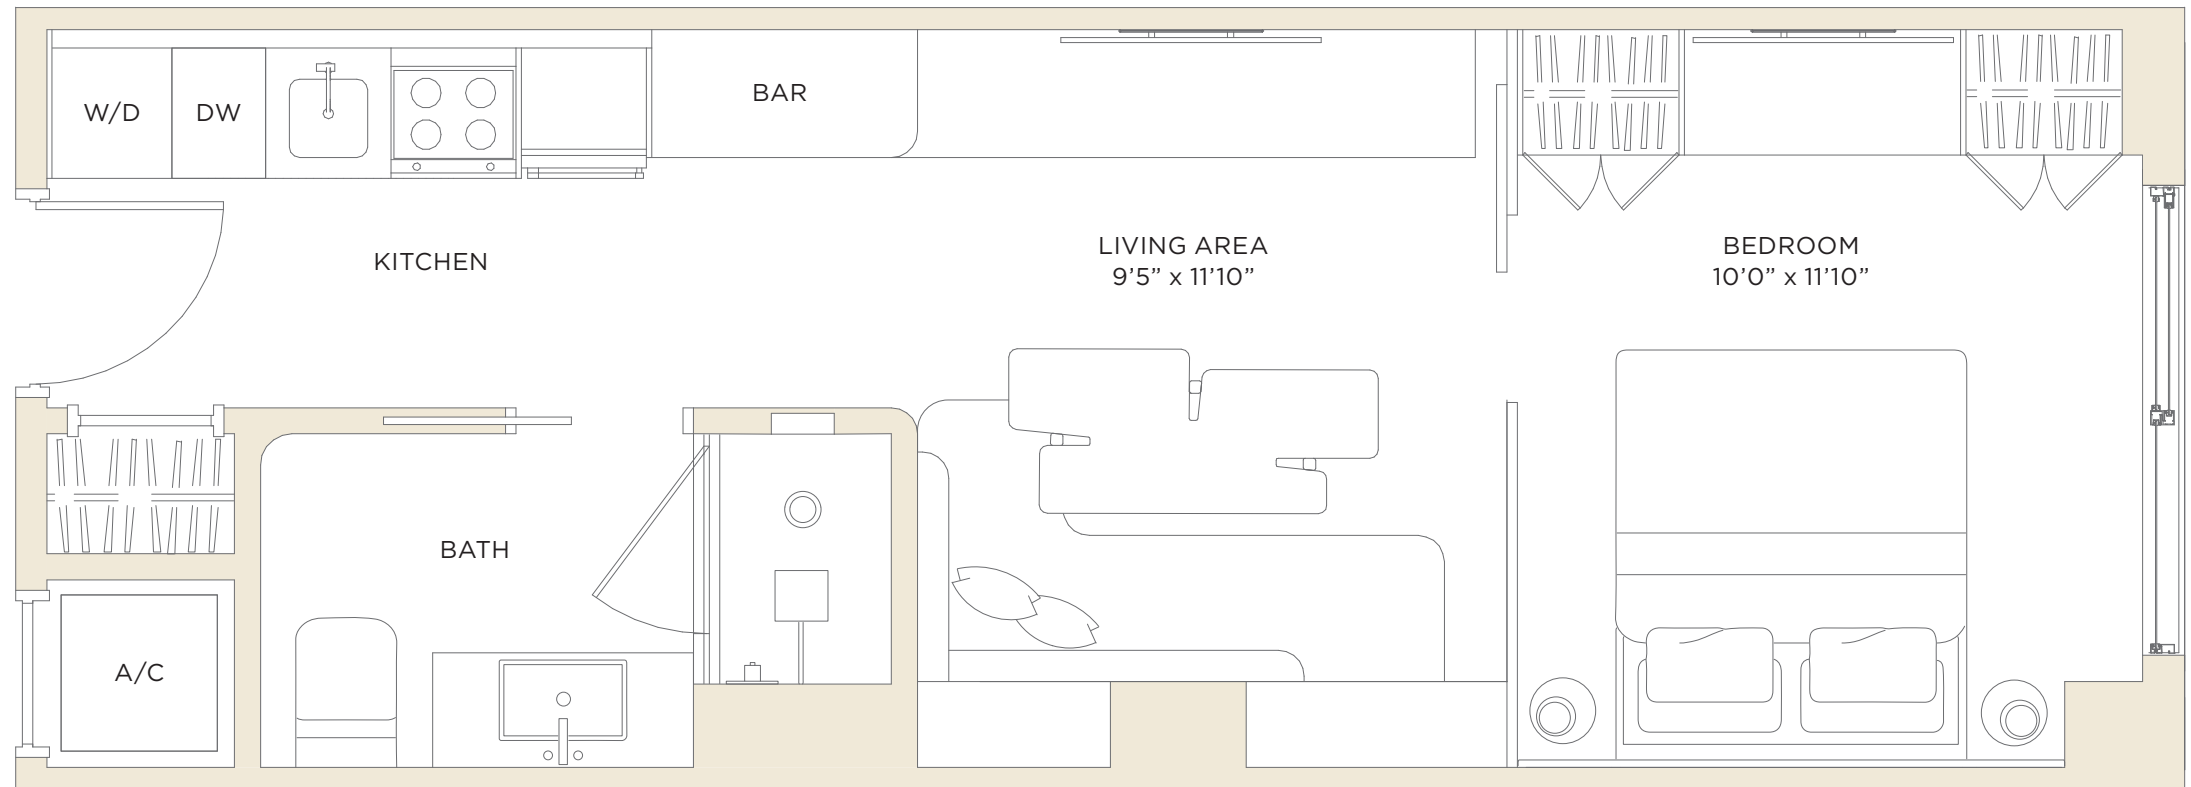 W/D
DW
BAR
KITCHEN
LIVING AREA
9’5” x 11’10”
BEDROOM
10’0” x 11’10”
BATH
A/C